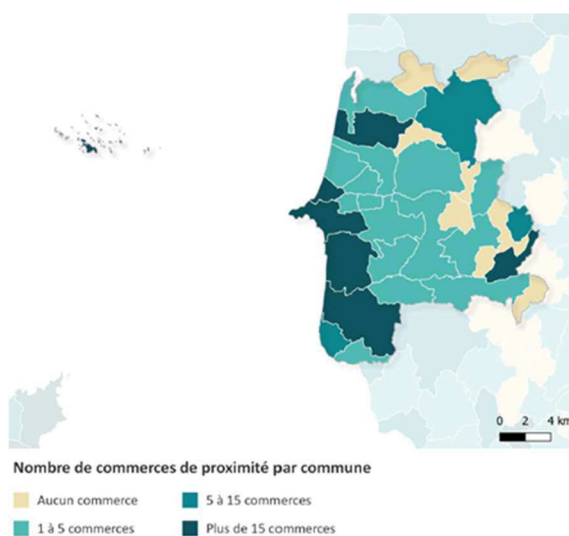 0 2 4 km
Nombre de commerces de proximité par commune
Aucun commerce
5 à 15 commerces
1 à 5 commerces
Plus de 15 commerces